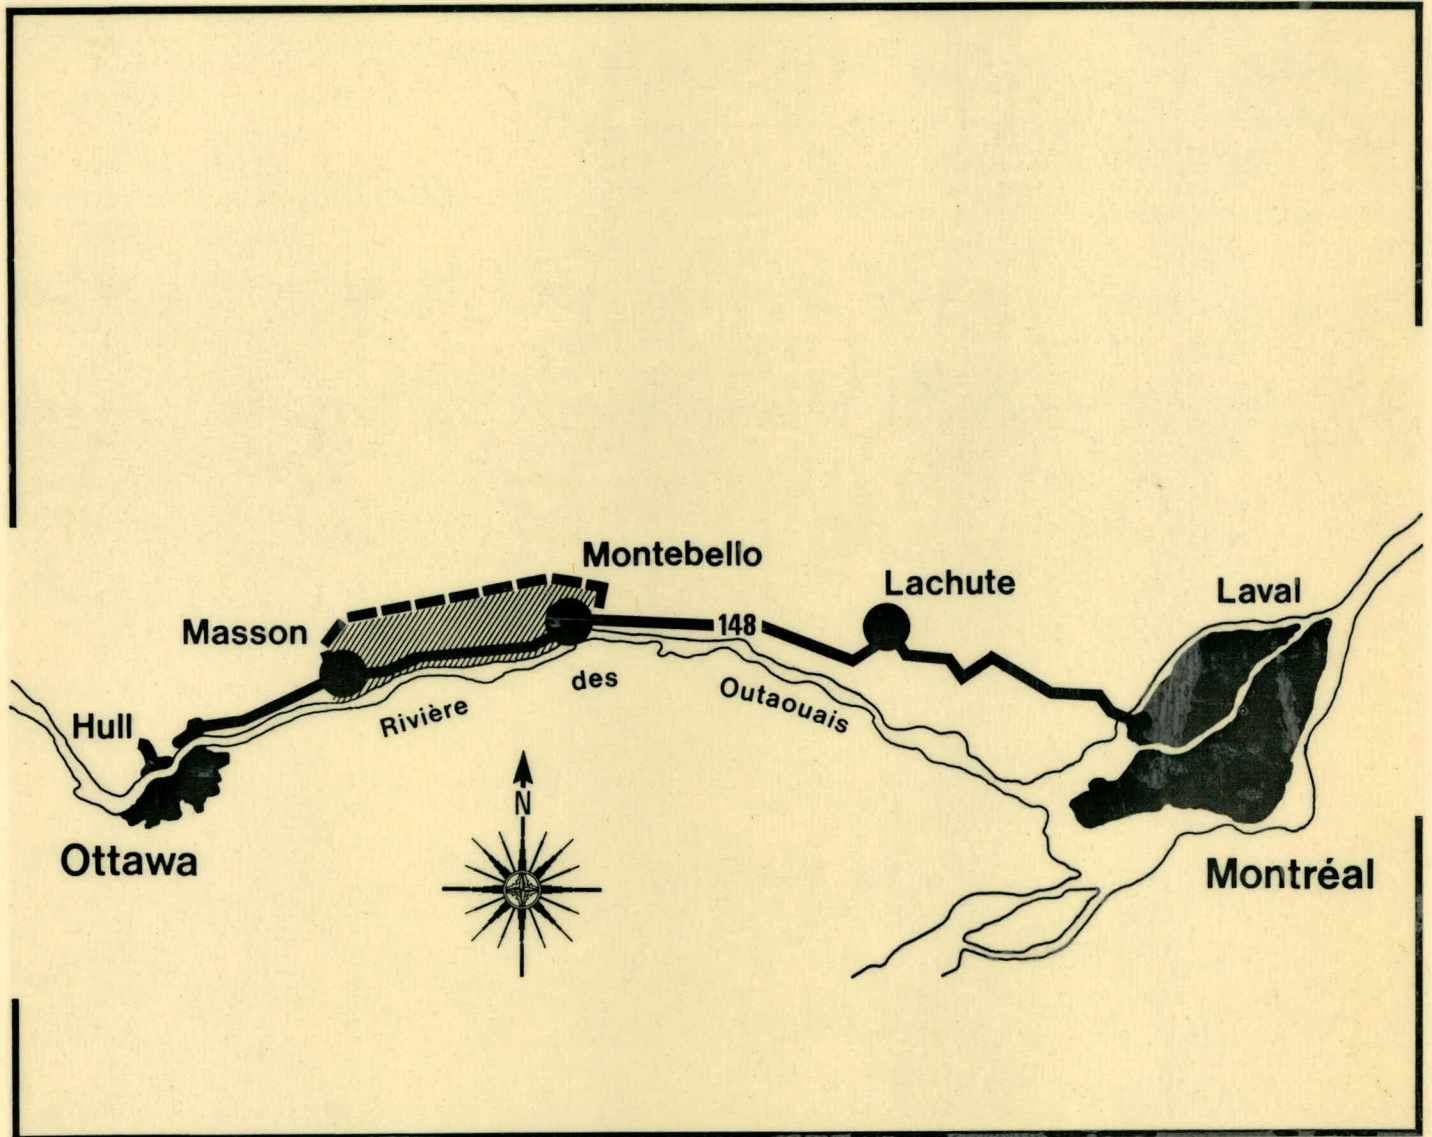 Montebello
Lachute
Laval
Masson
148
des
Outaouais
Rivière
Hull
N
Ottawa
Montréal